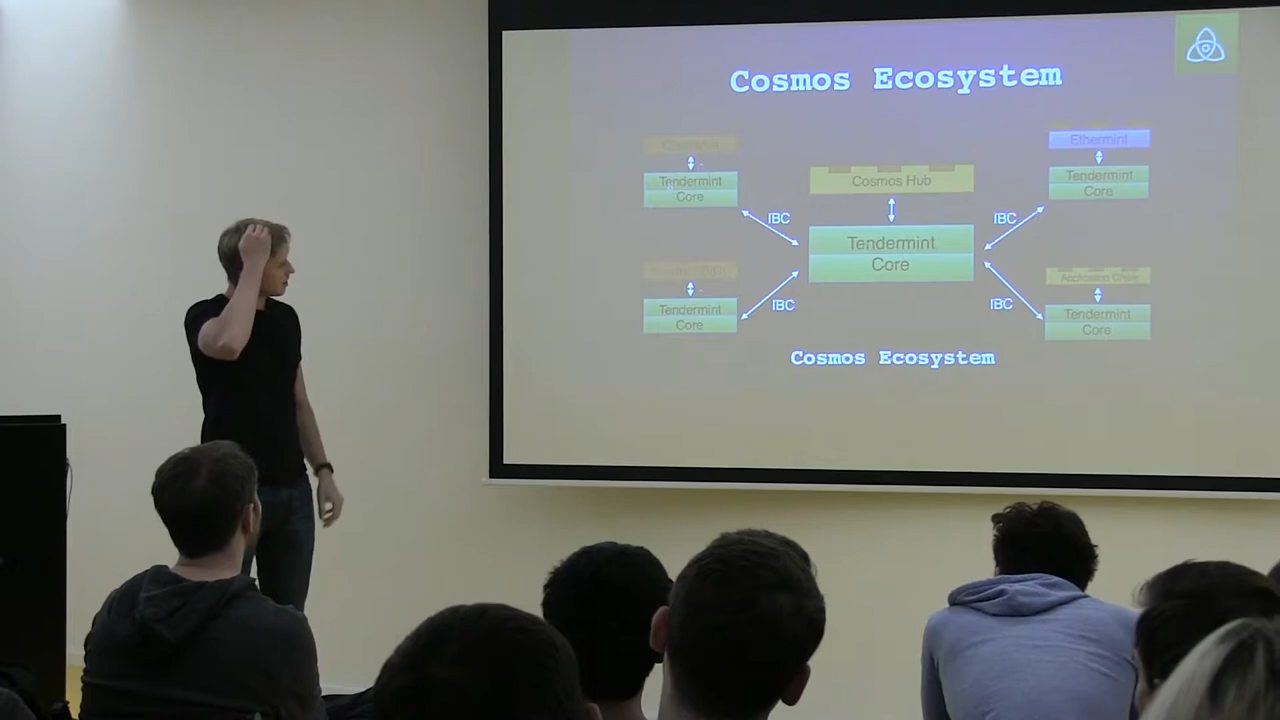 Cosmos Ecosystem
Ethermint
Tendermint
Core
Cosmos Hub
Tendermint
Core
IBC
IBC
Tendermint
Core
Tendermint
Core
IBC
IBC
Tendermint
Core
Tendermint
Core
Cosmos Ecosystem